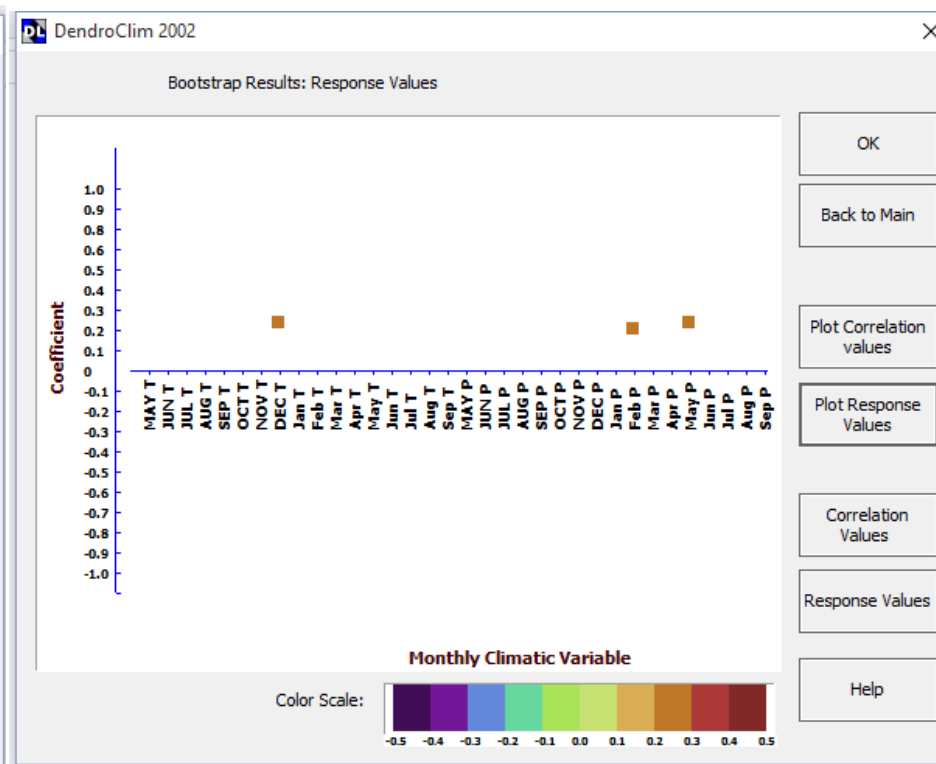 DL DendroClim 2002
Bootstrap Results: Response Values
OK
Back to Main
Plot Correlation
values
Plot Response
Values
Correlation
Values
Response Values
Help
Coefficient
1.0
0.9
0.8
0.6
0.5
0.4
0.3
0.2
0.1
0
-0.1
-0.2
-0.3
-0.4
-0.5
-0.6
-0.7
-0.8
-0.9
-1.0
MAY T
JUN T
JUL T
AUG T
SEP T
OCT T
NOV T
DEC T
Jan T
Feb T
Mar T
Apr T
May T
Jun T
Jul T
Aug T
Sep T
MAY P
JUN P
JUL P
AUG P
SEP P
OCT P
NOV P
DEC P
Jan P
Feb P
Mar P
Apr P
May P
Jun P
Jul P
Aug P
Sep P
Monthly Climatic Variable
Color Scale:
-0.5 -0.4 -0.3 -0.2 -0.1 0.0 0.1 0.2 0.3 0.4 0.5